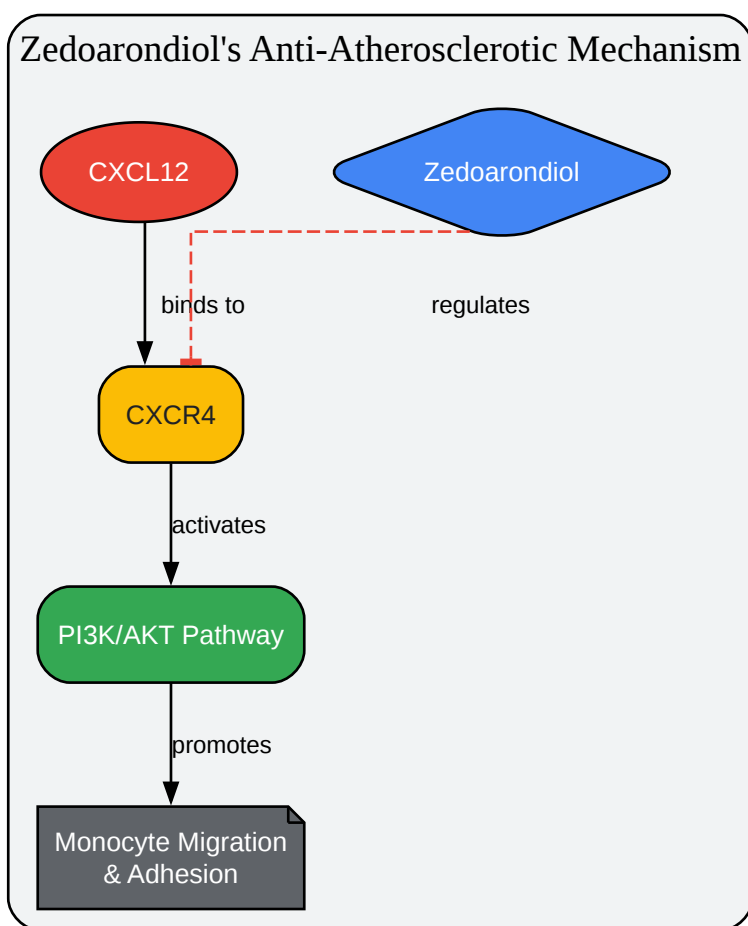 Zedoarondiol's Anti-Atherosclerotic Mechanism
CXCL12
Zedoarondiol
binds to
regulates
CXCR4
activates
PI3K/AKT Pathway
promotes
Monocyte Migration
& Adhesion